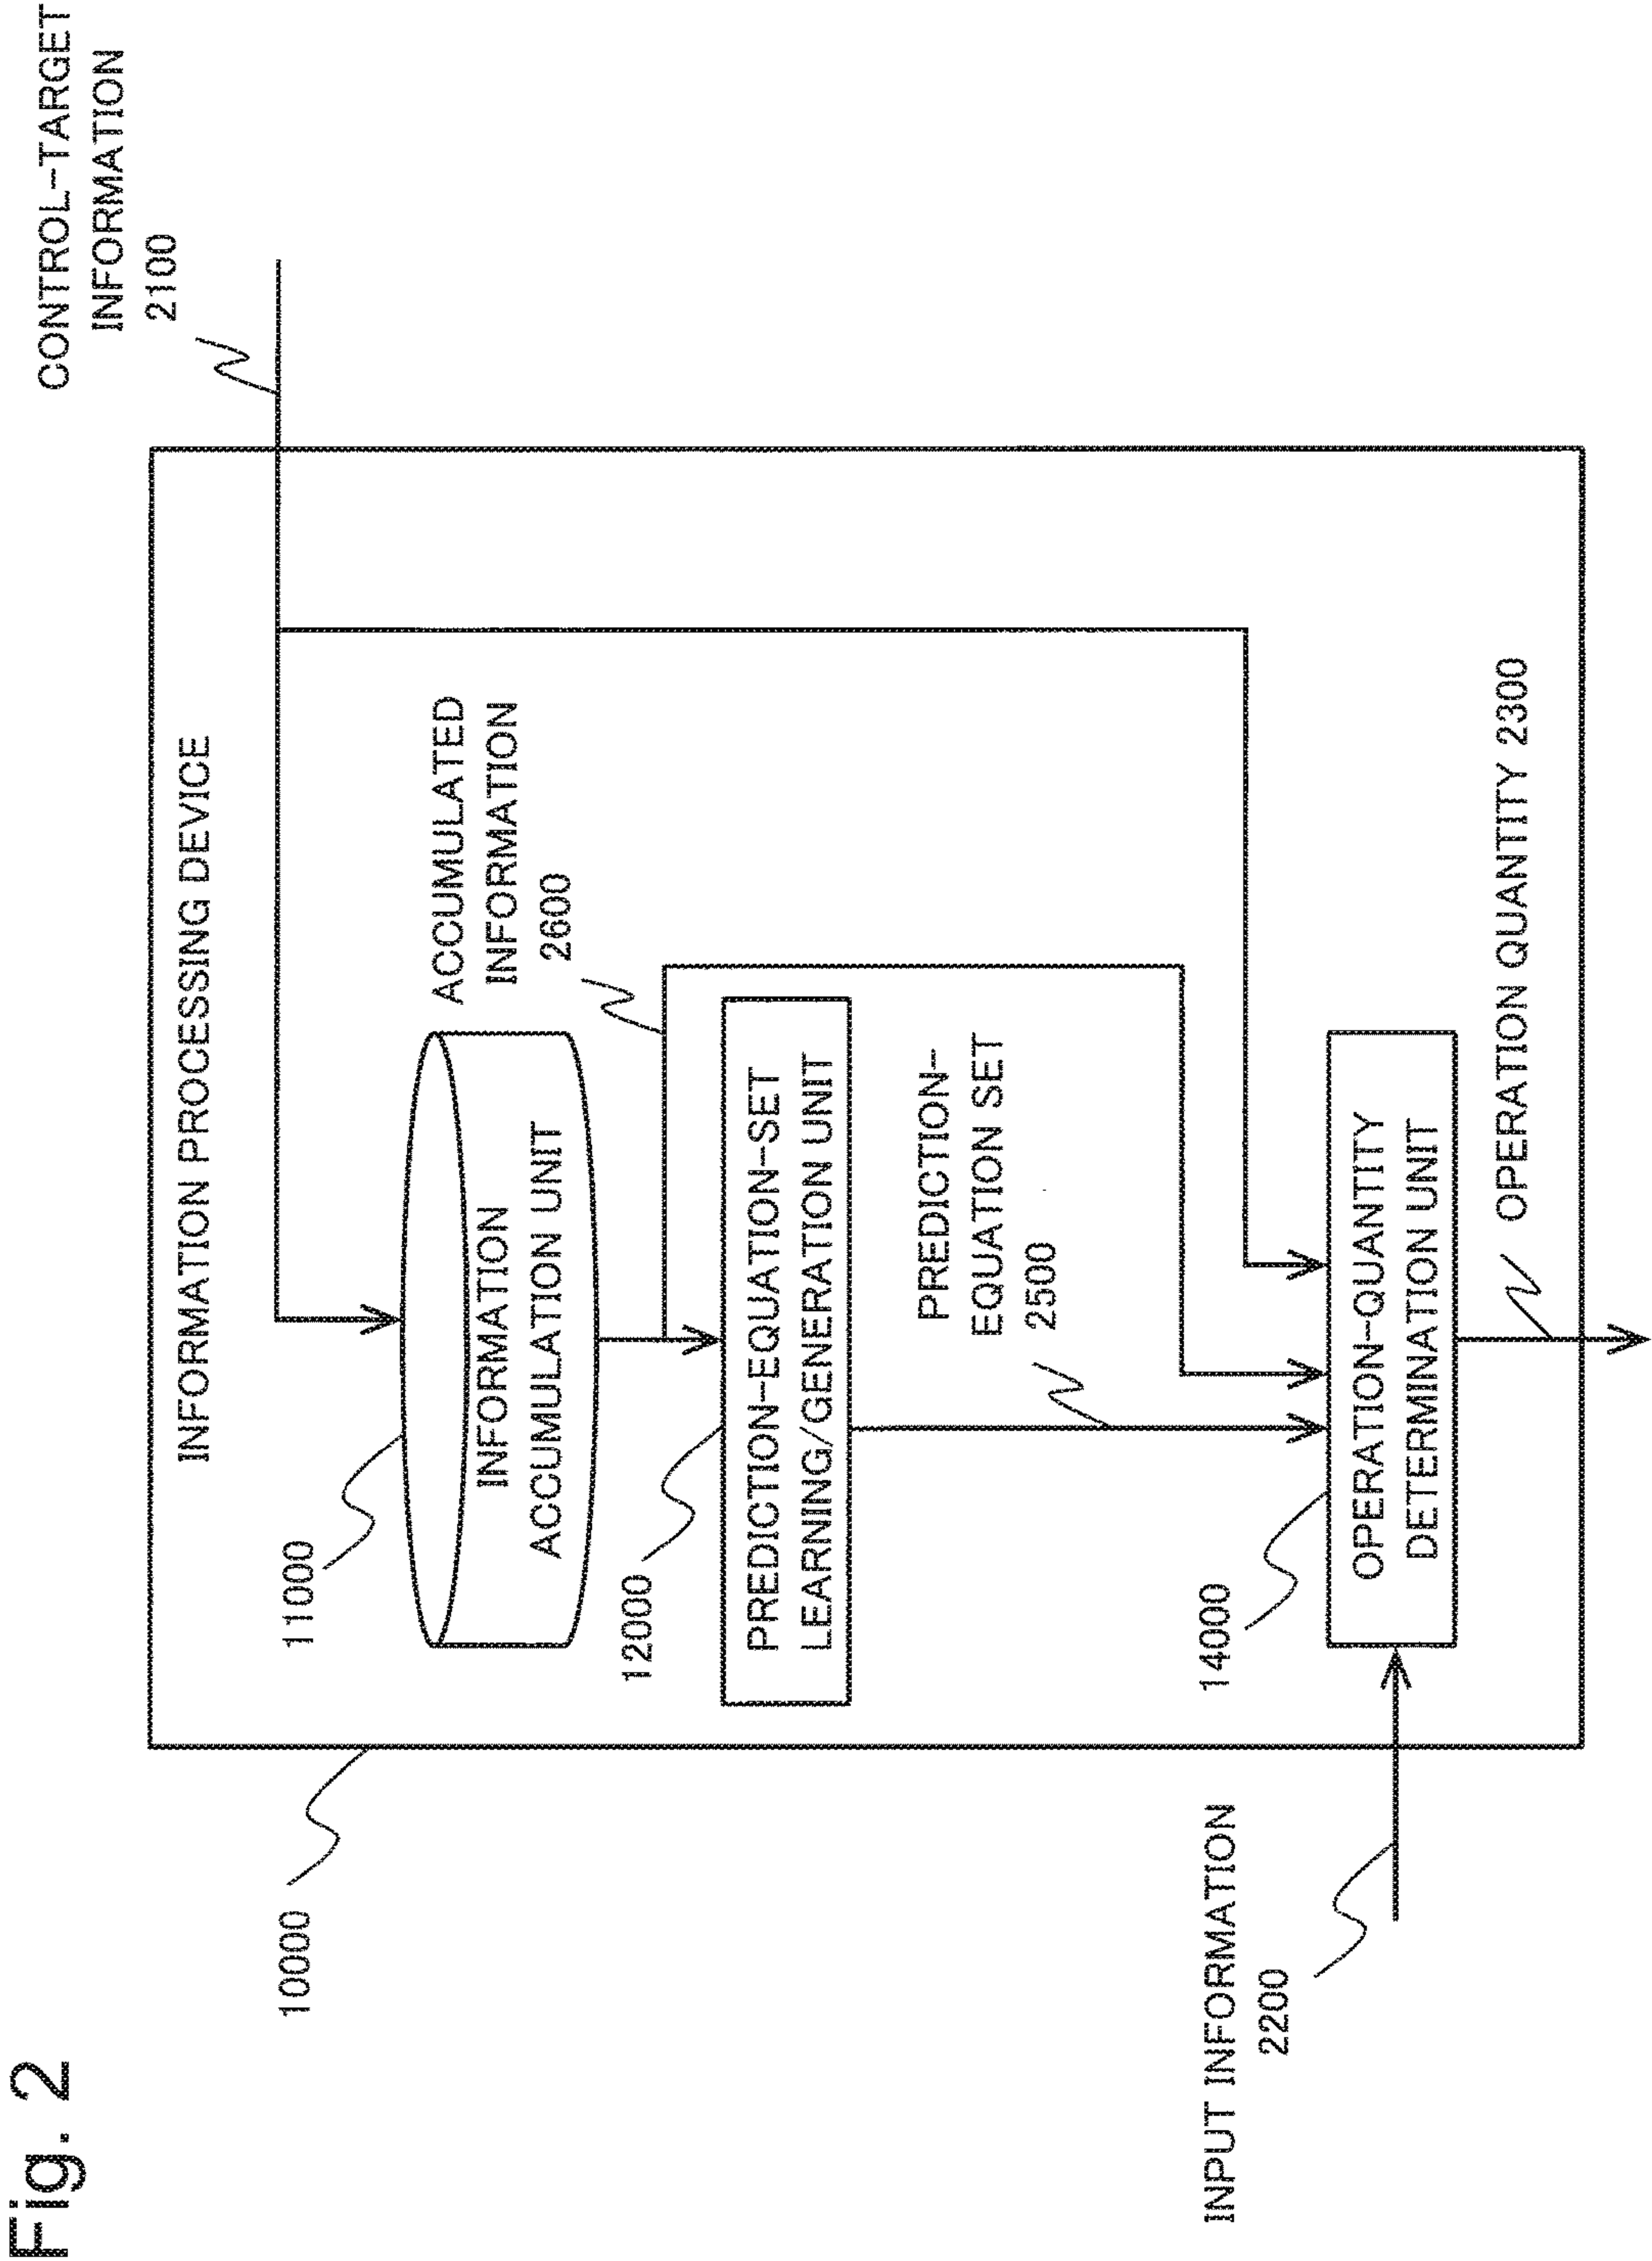 Fig. 2
CONTROL-TARGET
INFORMATION
2100
10000
INFORMATION PROCESSING DEVICE
11000
INFORMATION
ACCUMULATION UNIT
ACCUMULATED
INFORMATION
2600
12000
PREDICTION-EQUATION-SET
LEARNING/GENERATION UNIT
PREDICTION-
EQUATION SET
2500
INPUT INFORMATION
2200
14000
OPERATION-QUANTITY
DETERMINATION UNIT
OPERATION QUANTITY 2300